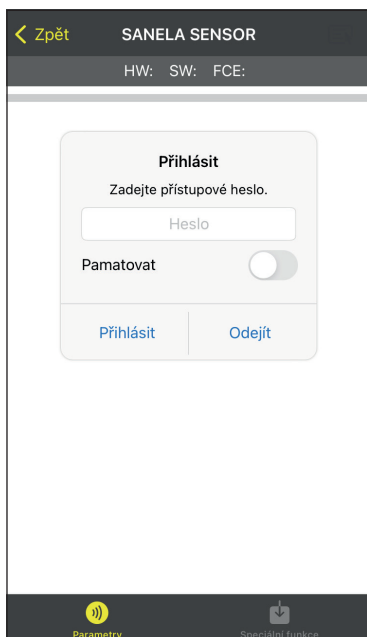 Zpět SANELA SENSOR
HW: SW: FCE:
Přihlásit
Zadejte přístupové heslo.
Heslo
Pamatovat
Přihlásit Odejít
Parametry Speciální funkce